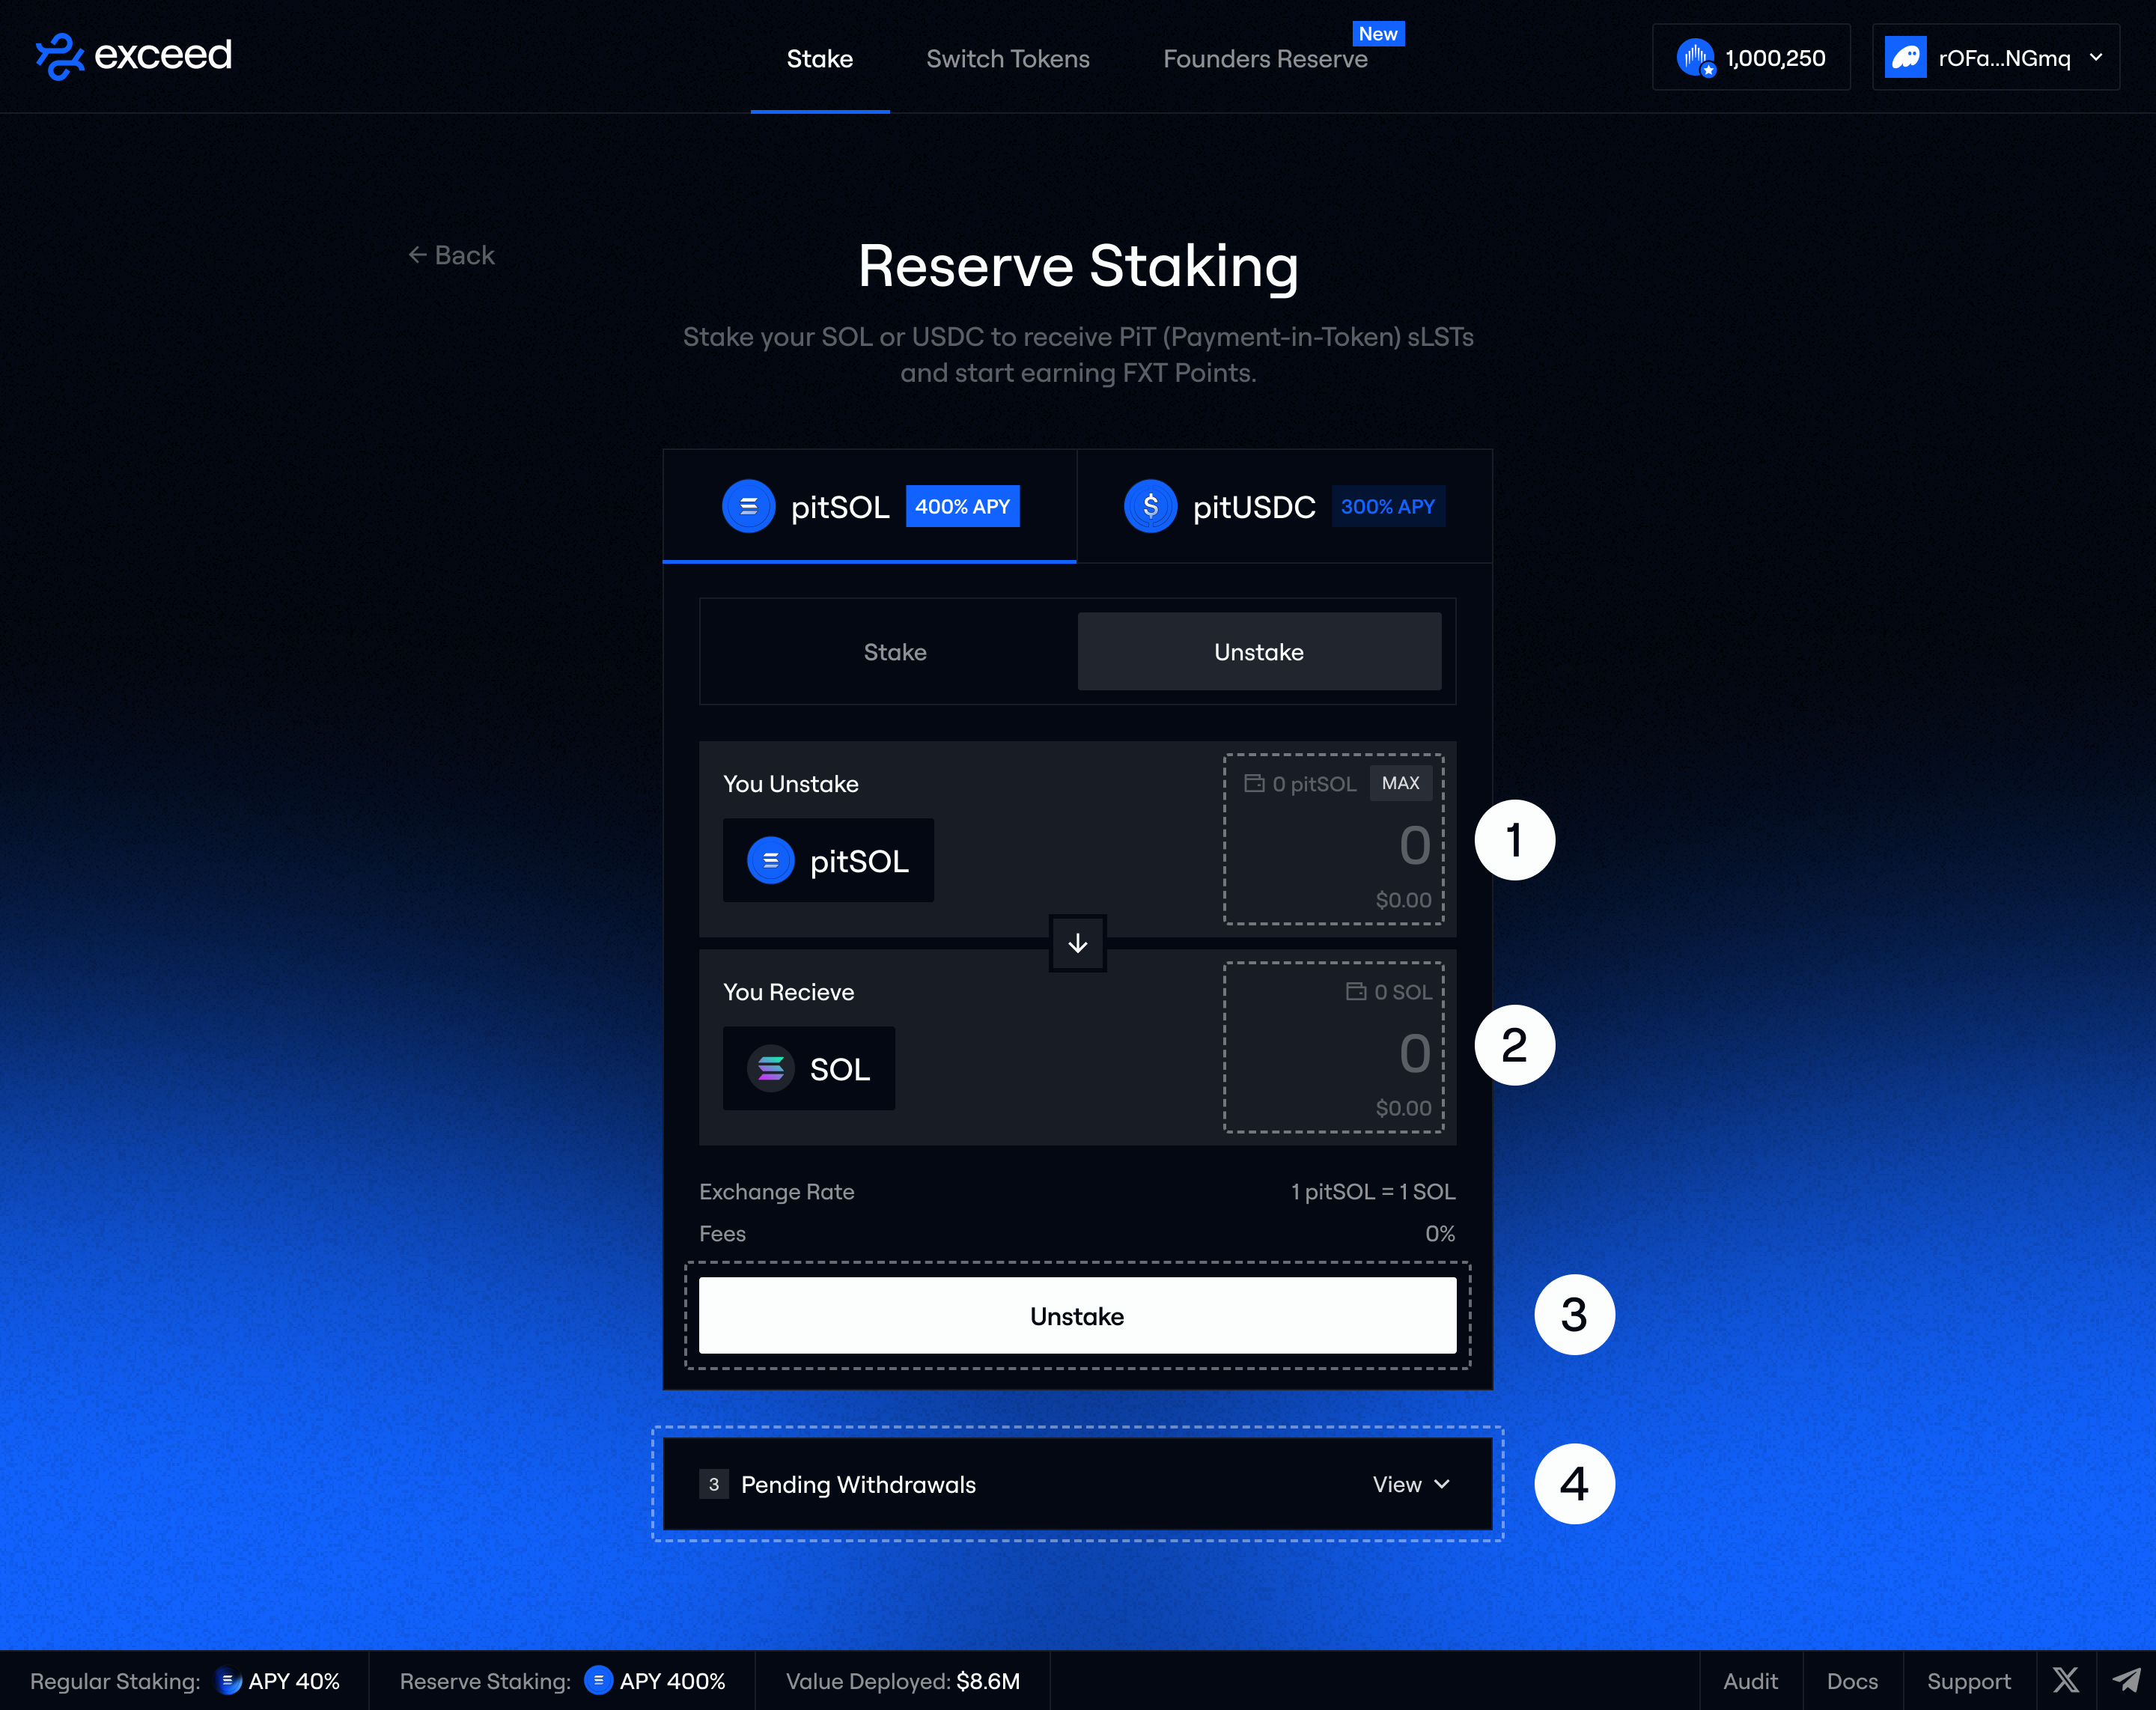 exceed
Stake
Switch Tokens
Founders Reserve
New
1,000,250
rOFa...NGmq
← Back
Reserve Staking
Stake your SOL or USDC to receive PiT (Payment-in-Token) sLSTs
and start earning FXT Points.
pitSOL 400% APY
pitUSDC 300% APY
Stake
Unstake
You Unstake
0 pitSOL MAX
pitSOL
0
$0.00
1
You Recieve
0 SOL
SOL
0
$0.00
2
Exchange Rate 1 pitSOL = 1 SOL
Fees 0%
Unstake
3
3 Pending Withdrawals View
4
Regular Staking: APY 40%
Reserve Staking: APY 400%
Value Deployed: $8.6M
Audit
Docs
Support